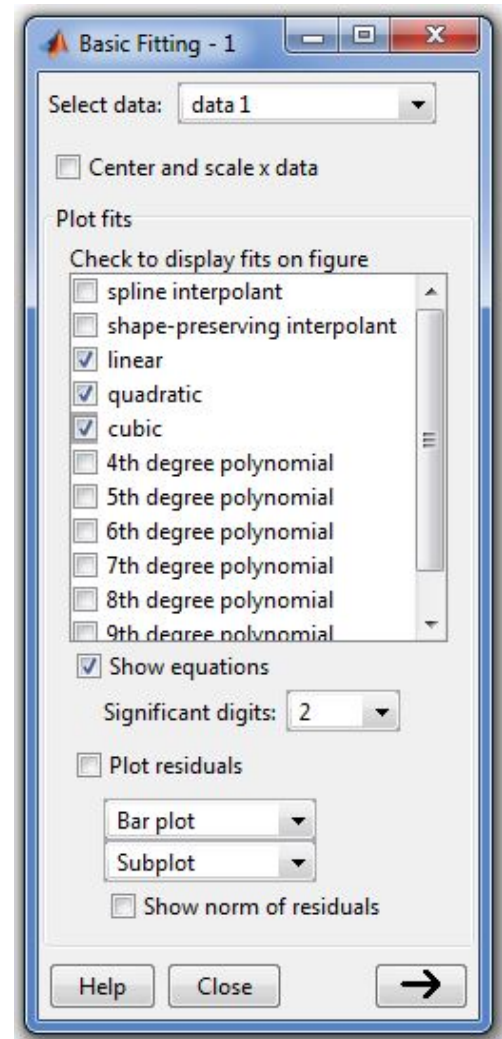 Basic Fitting - 1
Select data: data 1
Center and scale x data
Plot fits
Check to display fits on figure
spline interpolant
shape-preserving interpolant
linear
quadratic
cubic
4th degree polynomial
5th degree polynomial
6th degree polynomial
7th degree polynomial
8th degree polynomial
9th degree polynomial
Show equations
Significant digits: 2
Plot residuals
Bar plot
Subplot
Show norm of residuals
Help Close